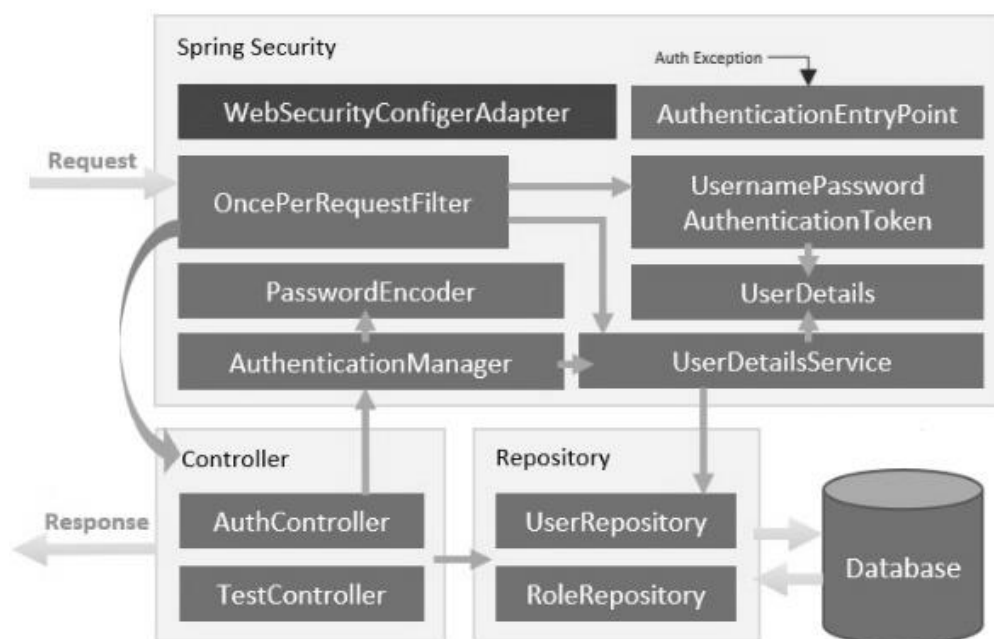 Spring Security
Auth Exception
WebSecurityConfigerAdapter
AuthenticationEntryPoint
Request
OncePerRequestFilter
UsernamePassword
AuthenticationToken
PasswordEncoder
UserDetails
AuthenticationManager
UserDetailsService
Controller
Repository
Response
AuthController
UserRepository
Database
TestController
RoleRepository